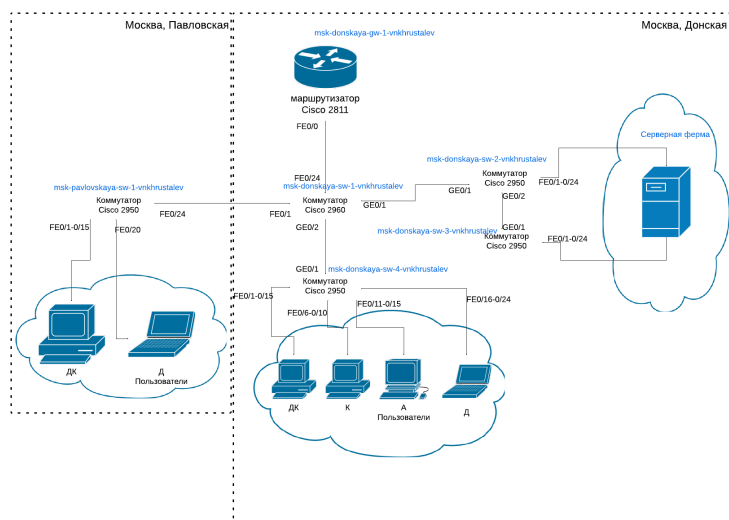 Москва, Павловская
Москва, Донская
msk-donskaya-gw-1-vnkhrustalev
маршрутизатор
Cisco 2811
FE0/0
Серверная ферма
msk-donskaya-sw-2-vnkhrustalev
Коммутатор
Cisco 2950
FE0/1-0/24
GE0/1
GE0/2
FE0/24
msk-donskaya-sw-1-vnkhrustalev
Коммутатор
Cisco 2960
FE0/1
GE0/1
GE0/2
msk-pavlovskaya-sw-1-vnkhrustalev
Коммутатор
Cisco 2950
FE0/24
FE0/1-0/15
FE0/20
msk-donskaya-sw-3-vnkhrustalev
GE0/1
Коммутатор
Cisco 2950
FE0/1-0/24
GE0/1
msk-donskaya-sw-4-vnkhrustalev
Коммутатор
Cisco 2950
FE0/1-0/15
FE0/6-0/10
FE0/11-0/15
FE0/16-0/24
ДК
Д
Пользователи
ДК
К
А
Д
Пользователи